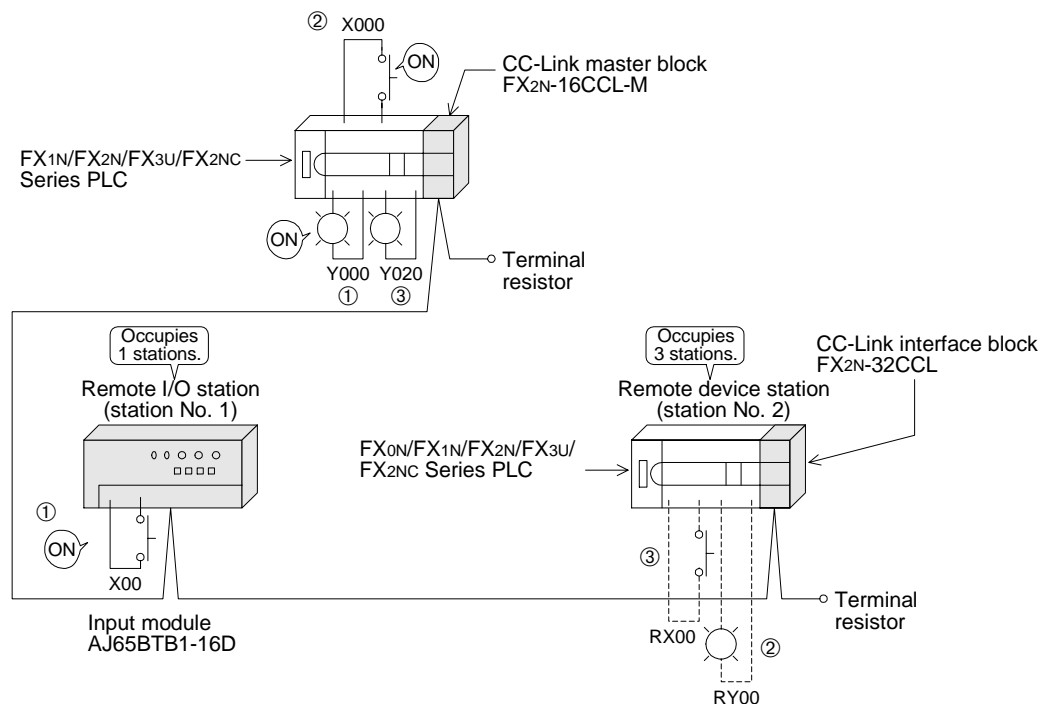 ② X000
ON
CC-Link master block
FX2N-16CCL-M
FX1N/FX2N/FX3U/FX2NC
Series PLC
ON
Y000 Y020
① ③
Terminal
resistor
Occupies
1 stations.
Remote I/O station
(station No. 1)
Occupies
3 stations.
Remote device station
(station No. 2)
CC-Link interface block
FX2N-32CCL
FX0N/FX1N/FX2N/FX3U/
FX2NC Series PLC
①
ON
X00
Input module
AJ65BTB1-16D
③
RX00
②
RY00
Terminal
resistor